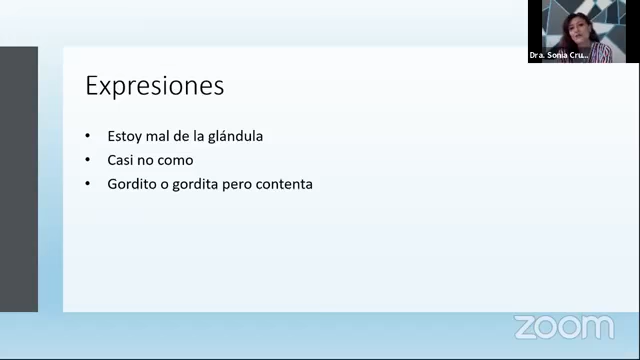 Dra. Sonia Cru...
Expresiones
• Estoy mal de la glándula
• Casi no como
• Gordito o gordita pero contenta
zoom